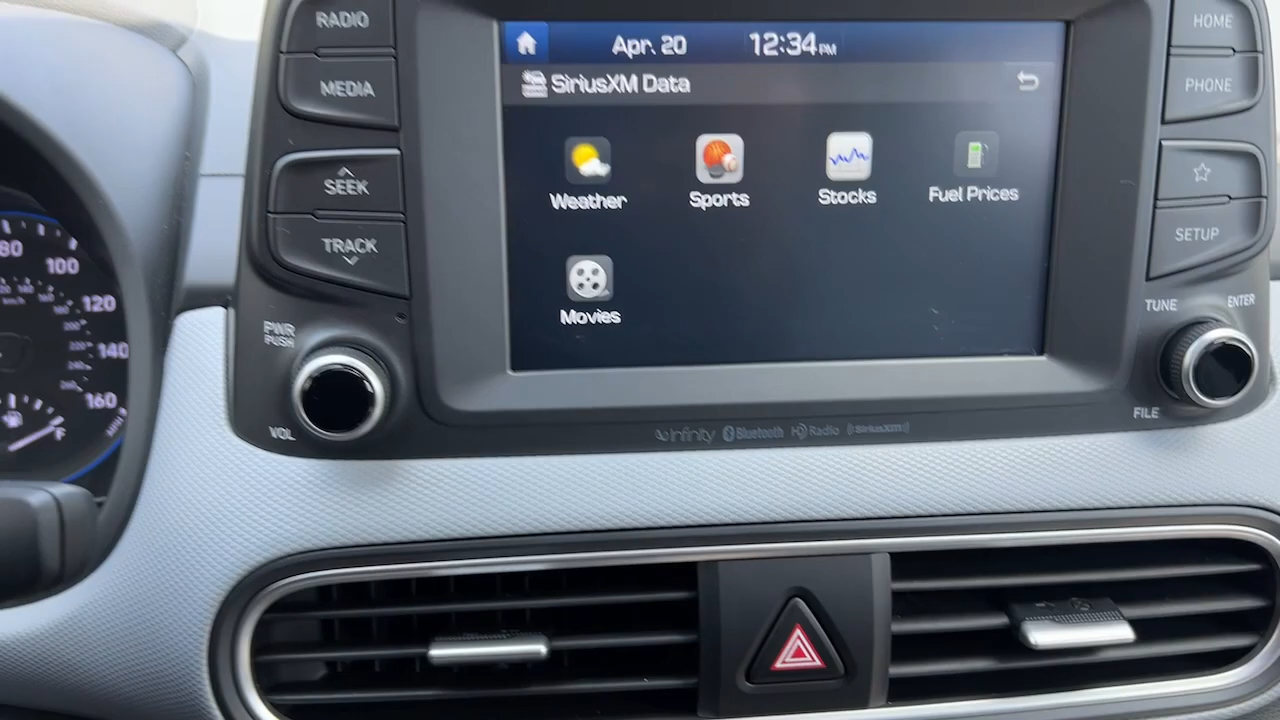 RADIO
MEDIA
SEEK
TRACK
PWR
PUSH
VOL
Apr. 20 12:34PM
SiriusXM Data
Weather
Sports
Stocks
Fuel Prices
Movies
HOME
PHONE
SETUP
TUNE
ENTER
FILE
Infinity Bluetooth HD Radio ((SiriusXM))
80
100
120
140
160
MPH
F